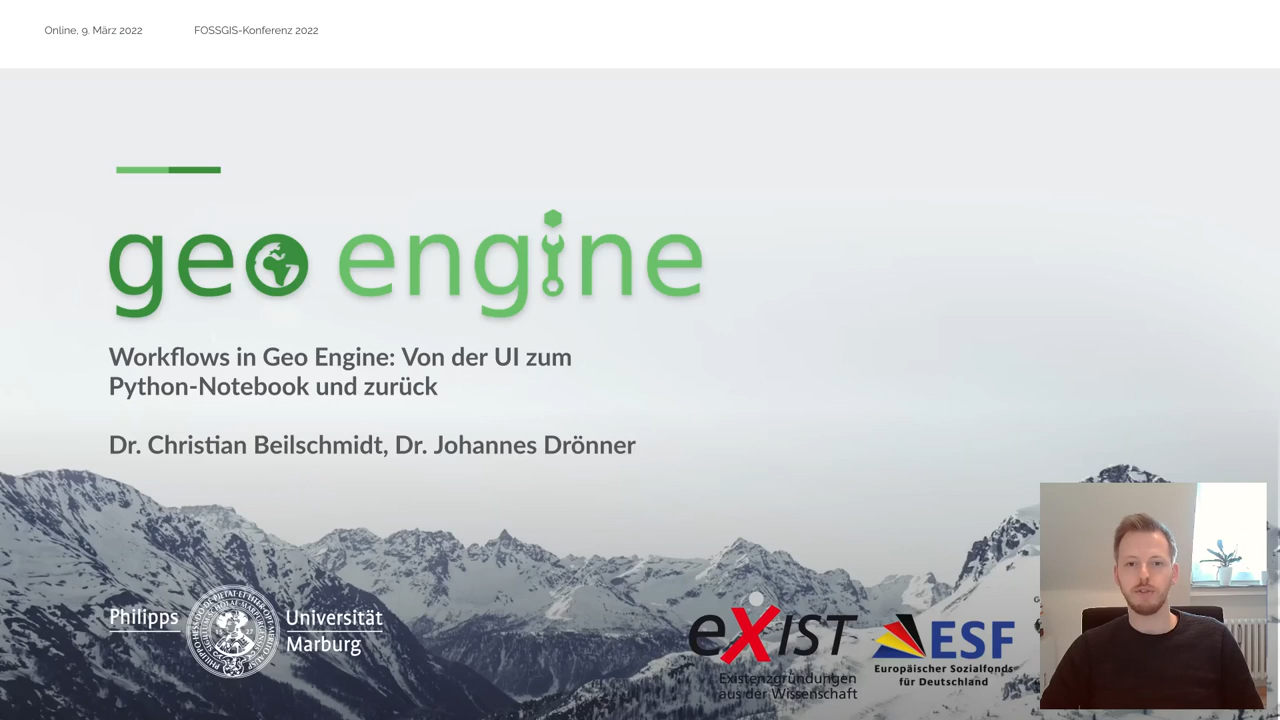 Online, 9. März 2022 FOSSGIS-Konferenz 2022
geo engine
Workflows in Geo Engine: Von der UI zum
Python-Notebook und zurück
Dr. Christian Beilschmidt, Dr. Johannes Drönner
Philipps Universität
Marburg
eXIST
Existenzgründungen
aus der Wissenschaft
ESF
Europäischer Sozialfonds
für Deutschland